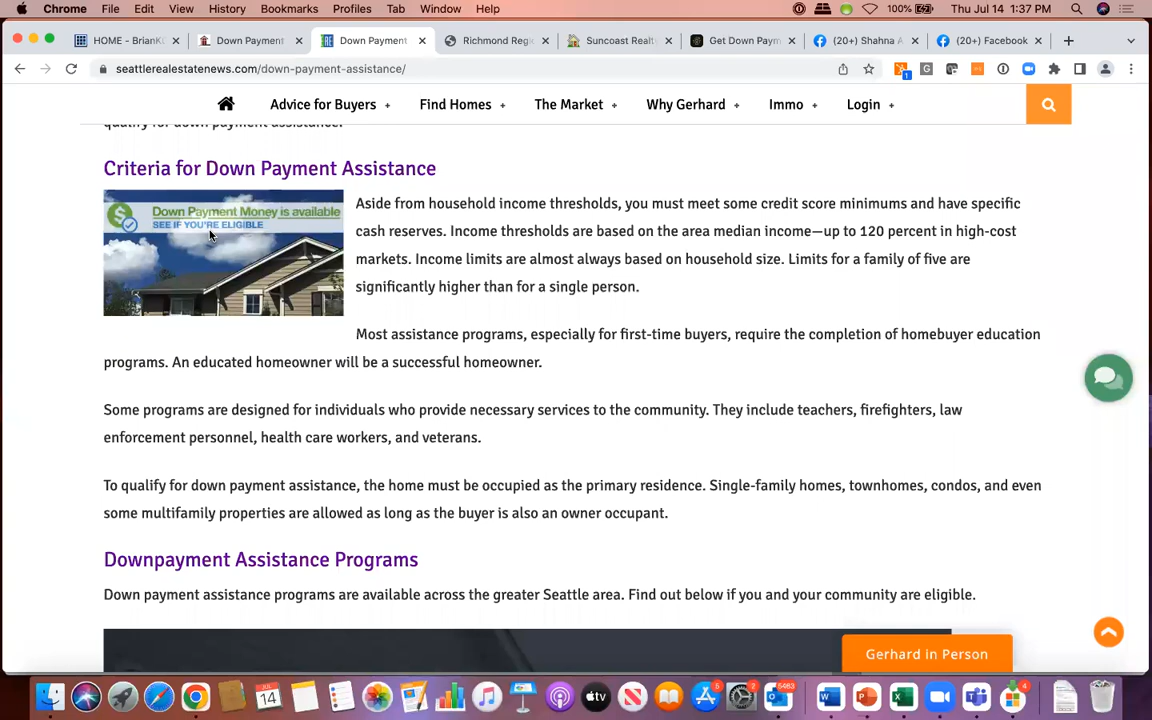 Chrome File Edit View History Bookmarks Profiles Tab Window Help 100% Thu Jul 14 1:37 PM
HOME - BrianK Down Payment Down Payment Richmond Regi Suncoast Realt Get Down Paym (20+) Shahna A (20+) Facebook
seattlerealestatenews.com/down-payment-assistance/
Advice for Buyers + Find Homes + The Market + Why Gerhard + Immo + Login +
qualify for down payment assistance.
Criteria for Down Payment Assistance
Down Payment Money is available
SEE IF YOU'RE ELIGIBLE
Aside from household income thresholds, you must meet some credit score minimums and have specific
cash reserves. Income thresholds are based on the area median income—up to 120 percent in high-cost
markets. Income limits are almost always based on household size. Limits for a family of five are
significantly higher than for a single person.
Most assistance programs, especially for first-time buyers, require the completion of homebuyer education
programs. An educated homeowner will be a successful homeowner.
Some programs are designed for individuals who provide necessary services to the community. They include teachers, firefighters, law
enforcement personnel, health care workers, and veterans.
To qualify for down payment assistance, the home must be occupied as the primary residence. Single-family homes, townhomes, condos, and even
some multifamily properties are allowed as long as the buyer is also an owner occupant.
Downpayment Assistance Programs
Down payment assistance programs are available across the greater Seattle area. Find out below if you and your community are eligible.
Gerhard in Person